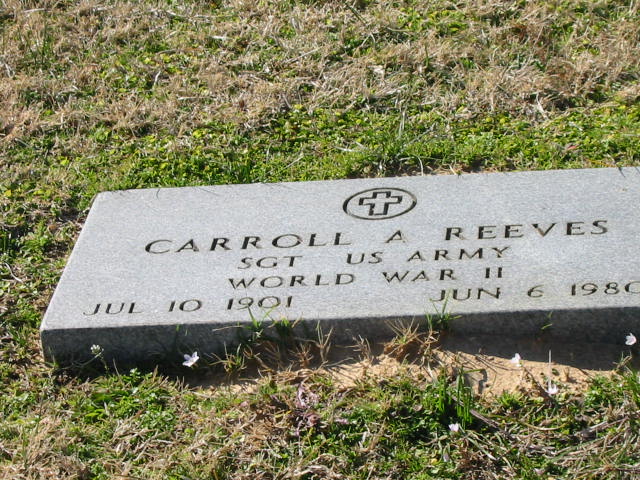 CARROLL A REEVES
SGT US ARMY
WORLD WAR II
JUL 10 1901 JUN 6 1980